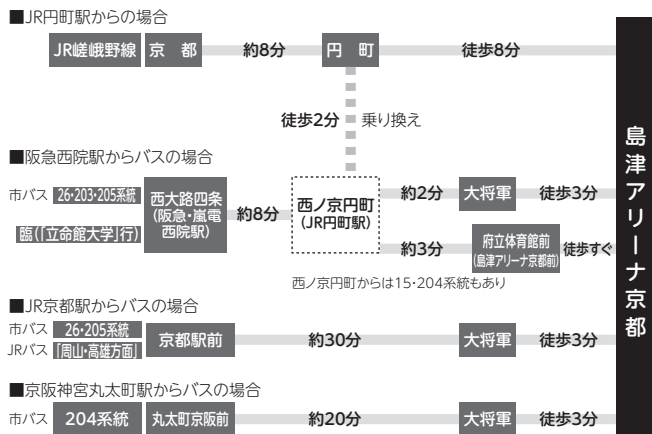 ■JR円町駅からの場合
JR嵯峨野線 京 都 約8分 円 町 徒歩8分
徒歩2分 乗り換え
■阪急西院駅からバスの場合
市バス 26・203・205系統
臨(「立命館大学」行)
西大路四条
(阪急・嵐電
西院駅)
約8分
西ノ京円町
(JR円町駅)
約2分 大将軍 徒歩3分
約3分 府立体育館前
(島津アリーナ京都前)
徒歩すぐ
西ノ京円町からは15・204系統もあり
■JR京都駅からバスの場合
市バス 26・205系統
JRバス 「周山・高雄方面」
京都駅前 約30分 大将軍 徒歩3分
■京阪神宮丸太町駅からバスの場合
市バス 204系統 丸太町京阪前 約20分 大将軍 徒歩3分
島津アリーナ京都